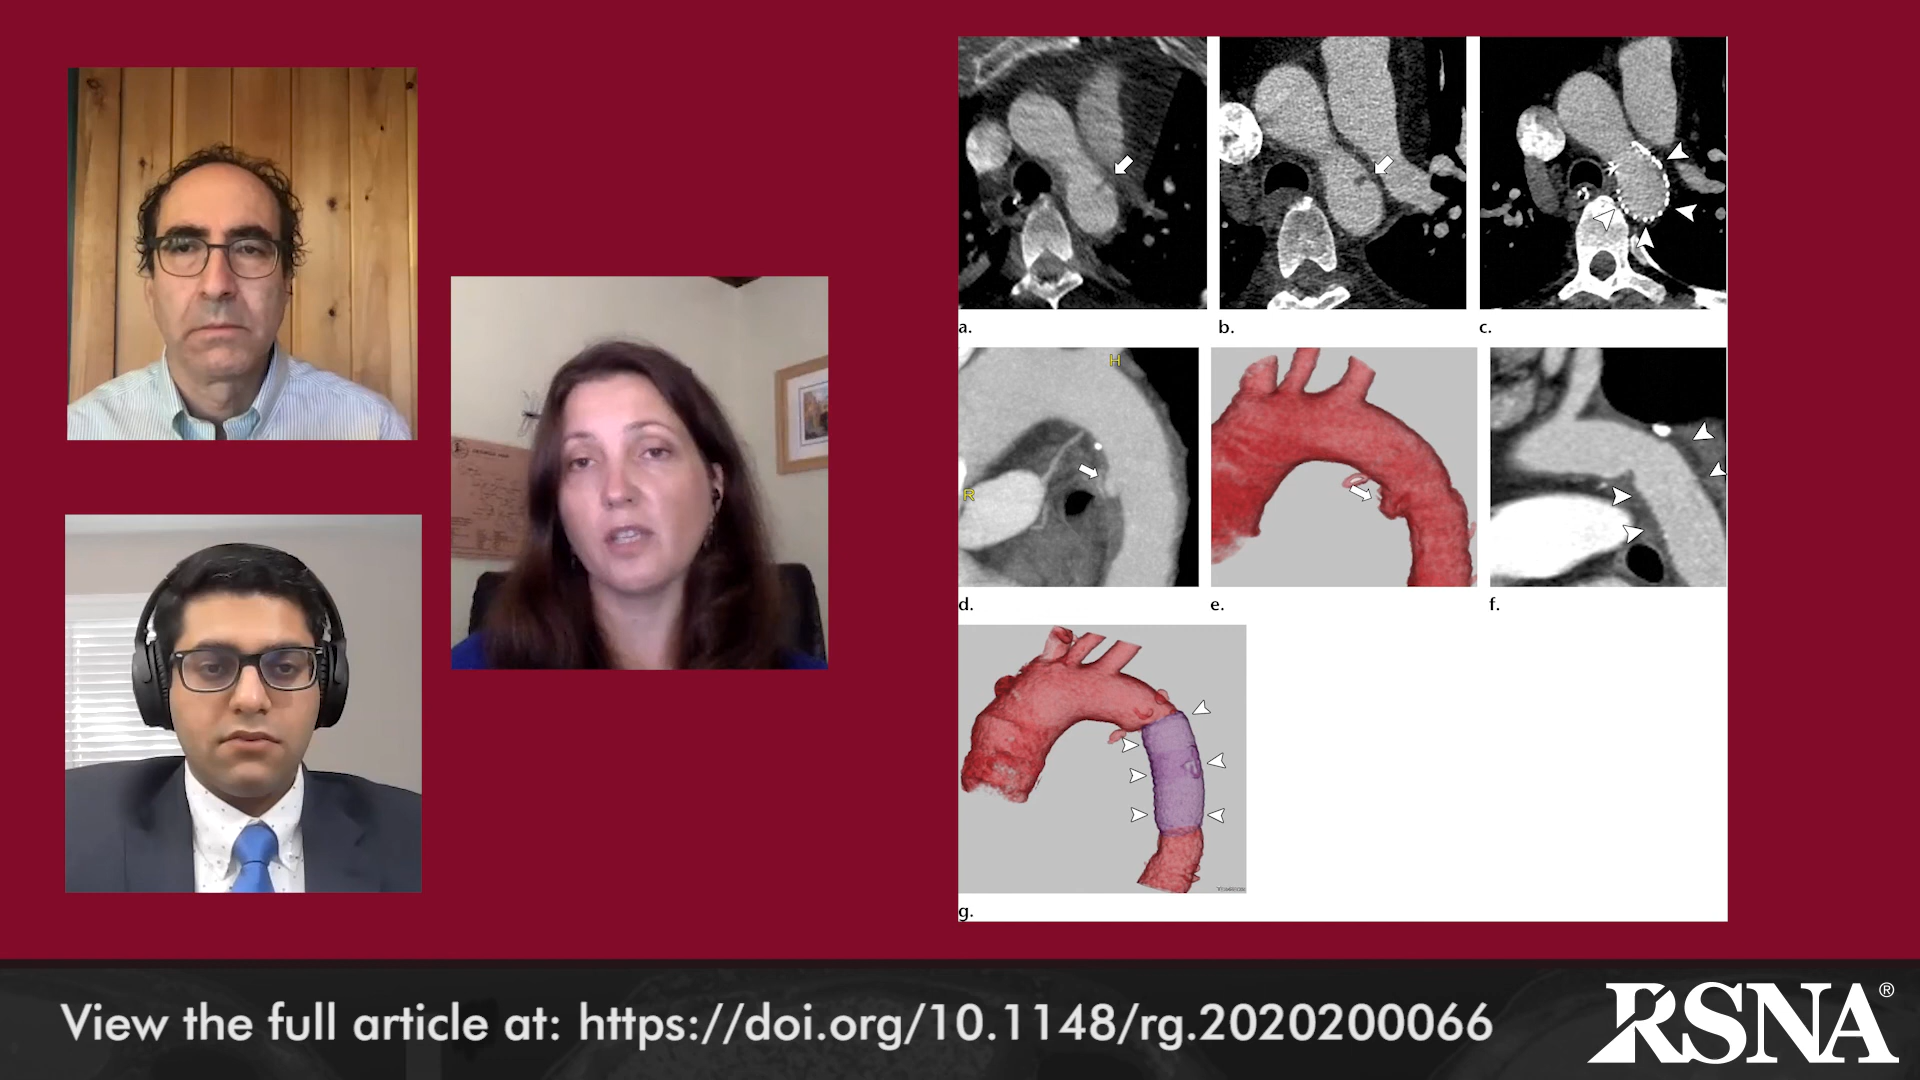 a.
b.
c.
H
R
d.
e.
f.
g.
View the full article at: https://doi.org/10.1148/rg.2020200066
RSNA®